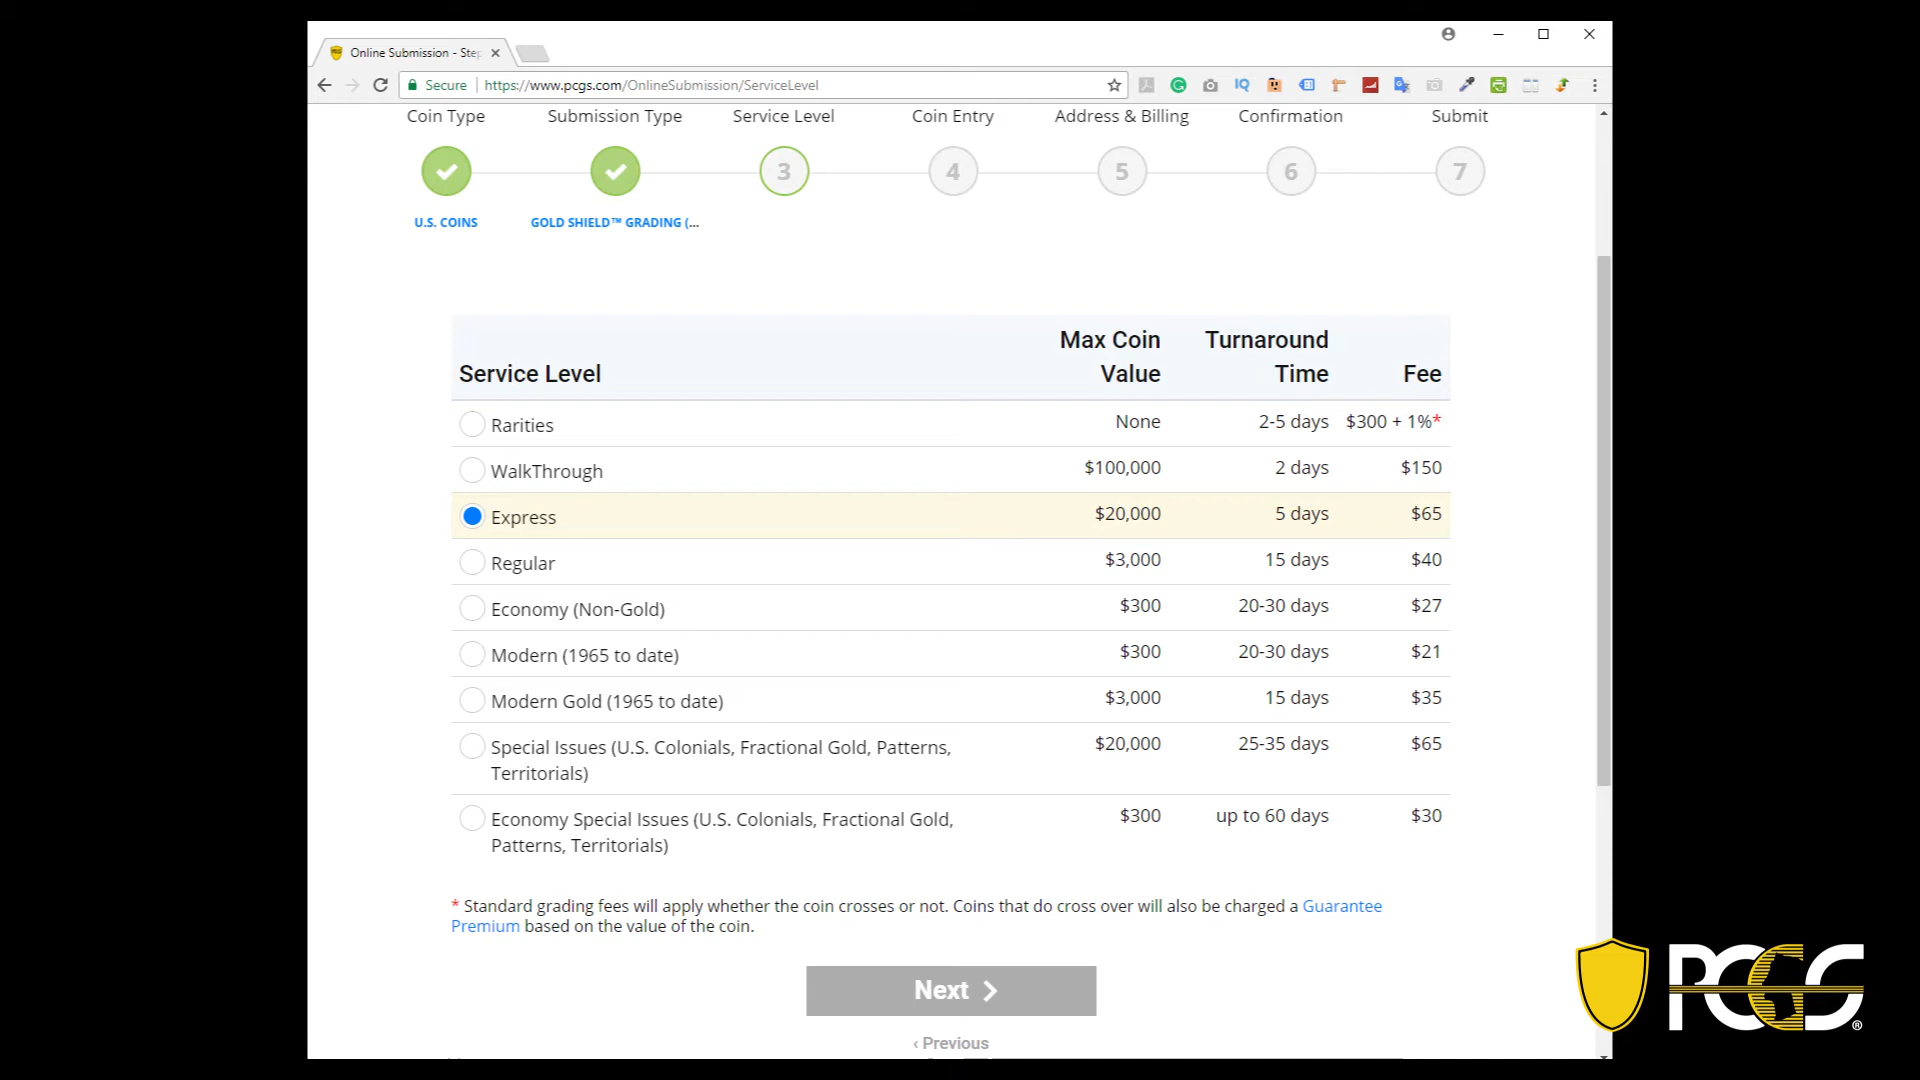 Online Submission - Step
Secure
https://www.pcgs.com/OnlineSubmission/ServiceLevel
Coin Type Submission Type Service Level Coin Entry Address & Billing Confirmation Submit
3 4 5 6 7
U.S. COINS GOLD SHIELD™ GRADING (...
Max Coin Turnaround
Service Level Value Time Fee
Rarities None 2-5 days $300 + 1%*
WalkThrough $100,000 2 days $150
Express $20,000 5 days $65
Regular $3,000 15 days $40
Economy (Non-Gold) $300 20-30 days $27
Modern (1965 to date) $300 20-30 days $21
Modern Gold (1965 to date) $3,000 15 days $35
Special Issues (U.S. Colonials, Fractional Gold, Patterns, $20,000 25-35 days $65
Territorials)
Economy Special Issues (U.S. Colonials, Fractional Gold, $300 up to 60 days $30
Patterns, Territorials)
* Standard grading fees will apply whether the coin crosses or not. Coins that do cross over will also be charged a Guarantee
Premium based on the value of the coin.
Next
‹ Previous
PCGS®